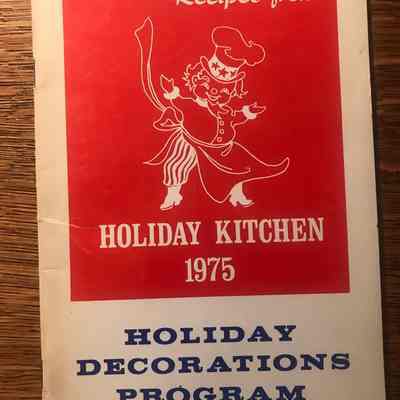 Recipes from
HOLIDAY KITCHEN
1975
HOLIDAY
DECORATIONS
PROGRAM